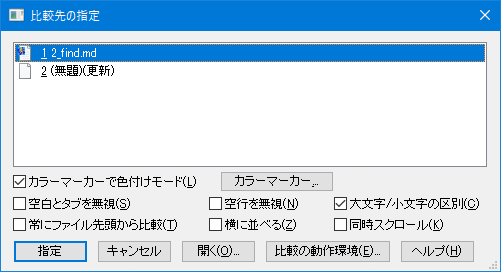 比較先の指定
1 2_find.md
2 (無題)(更新)
カラーマーカーで色付けモード(L) カラーマーカー...
空白とタブを無視(S) 空行を無視(N) 大文字/小文字の区別(C)
常にファイル先頭から比較(T) 横に並べる(Z) 同時スクロール(K)
指定 キャンセル 開く(O)... 比較の動作環境(E)... ヘルプ(H)